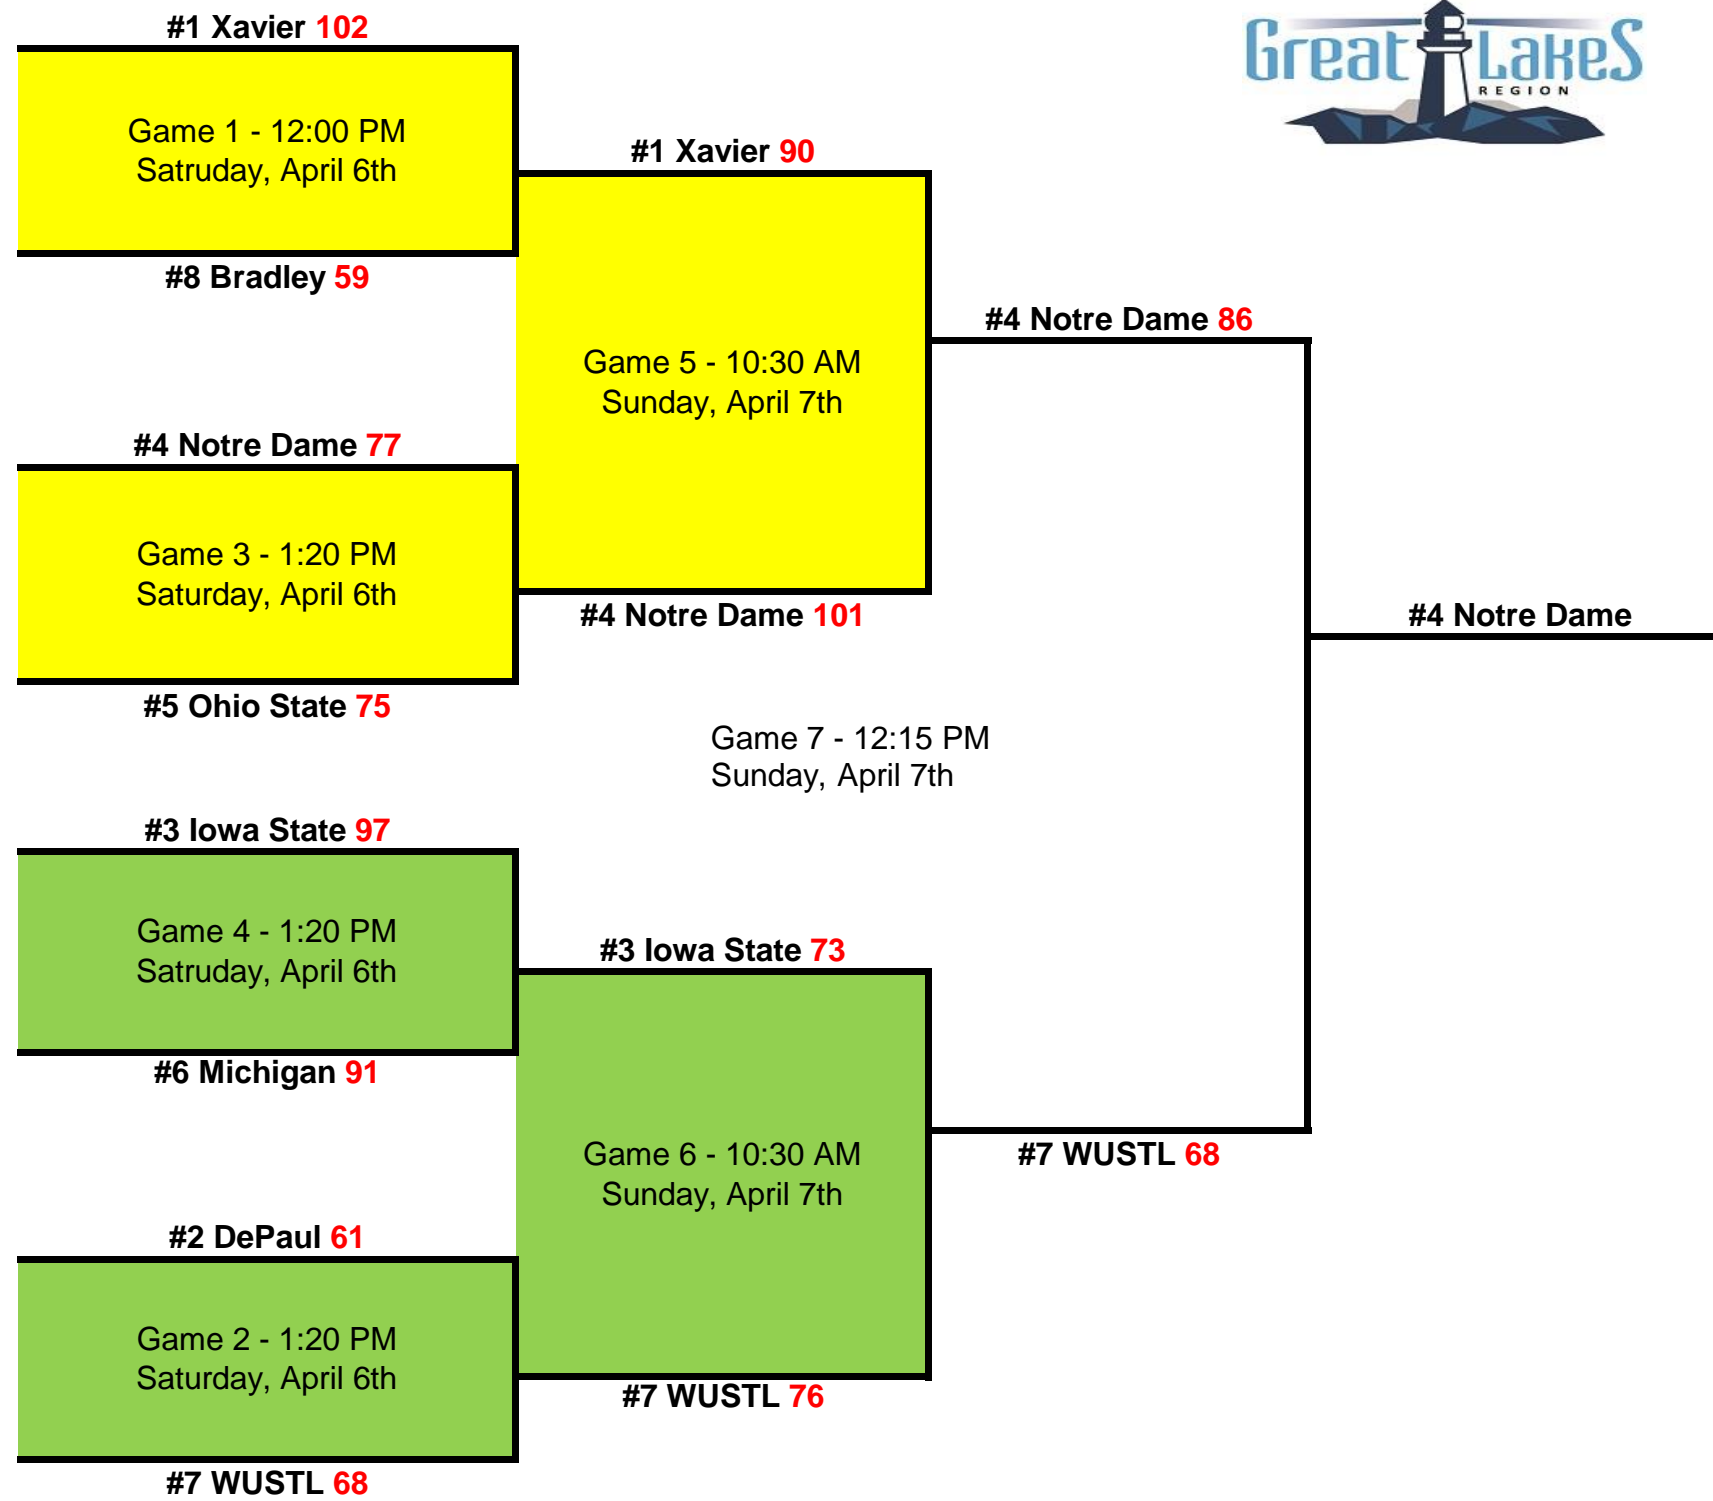 Great Lakes
REGION
#1 Xavier 102
Game 1 - 12:00 PM
Satruday, April 6th
#8 Bradley 59
#1 Xavier 90
Game 5 - 10:30 AM
Sunday, April 7th
#4 Notre Dame 101
#4 Notre Dame 77
Game 3 - 1:20 PM
Saturday, April 6th
#5 Ohio State 75
#4 Notre Dame 86
#4 Notre Dame
Game 7 - 12:15 PM
Sunday, April 7th
#3 Iowa State 97
Game 4 - 1:20 PM
Satruday, April 6th
#6 Michigan 91
#3 Iowa State 73
Game 6 - 10:30 AM
Sunday, April 7th
#7 WUSTL 76
#7 WUSTL 68
#2 DePaul 61
Game 2 - 1:20 PM
Saturday, April 6th
#7 WUSTL 68